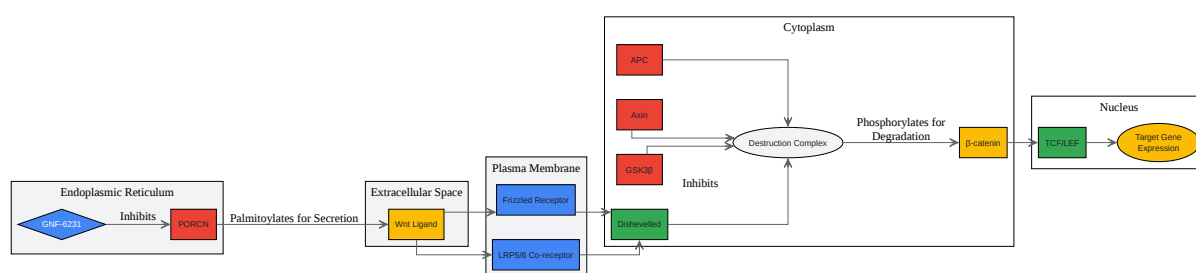 Endoplasmic Reticulum
GNF-6231
Inhibits
PORCN
Palmitoylates for Secretion
Extracellular Space
Wnt Ligand
Plasma Membrane
Frizzled Receptor
LRP5/6 Co-receptor
Cytoplasm
APC
Axin
GSK3β
Dishevelled
Inhibits
Destruction Complex
Phosphorylates for
Degradation
β-catenin
Nucleus
TCF/LEF
Target Gene
Expression